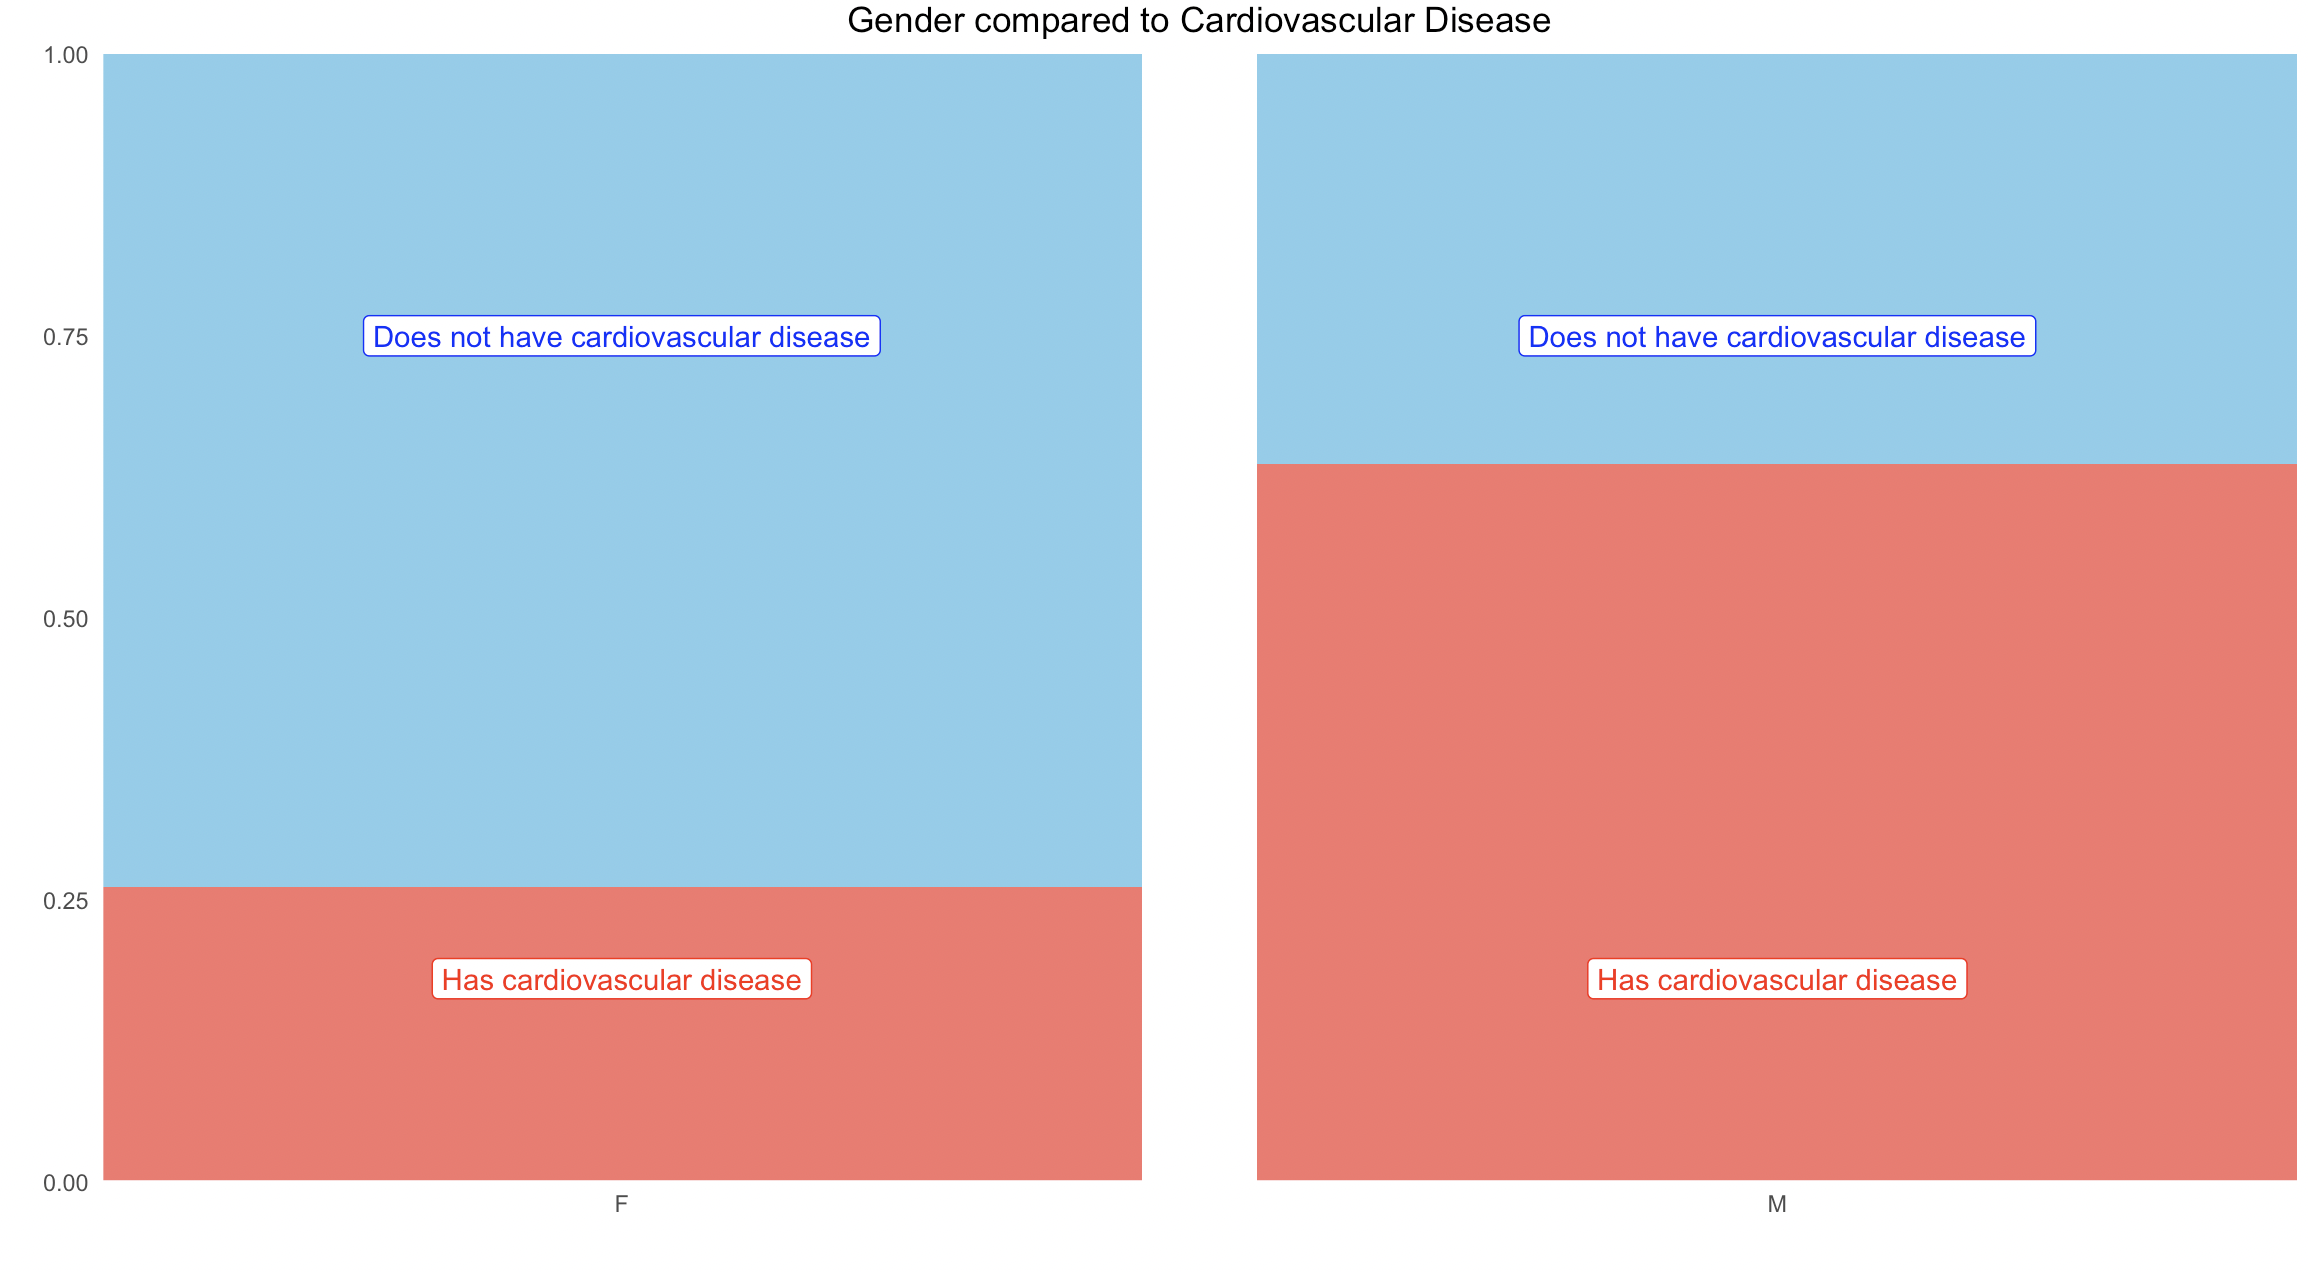 Gender compared to Cardiovascular Disease
1.00
0.75
0.50
0.25
0.00
Does not have cardiovascular disease
Does not have cardiovascular disease
Has cardiovascular disease
Has cardiovascular disease
F
M